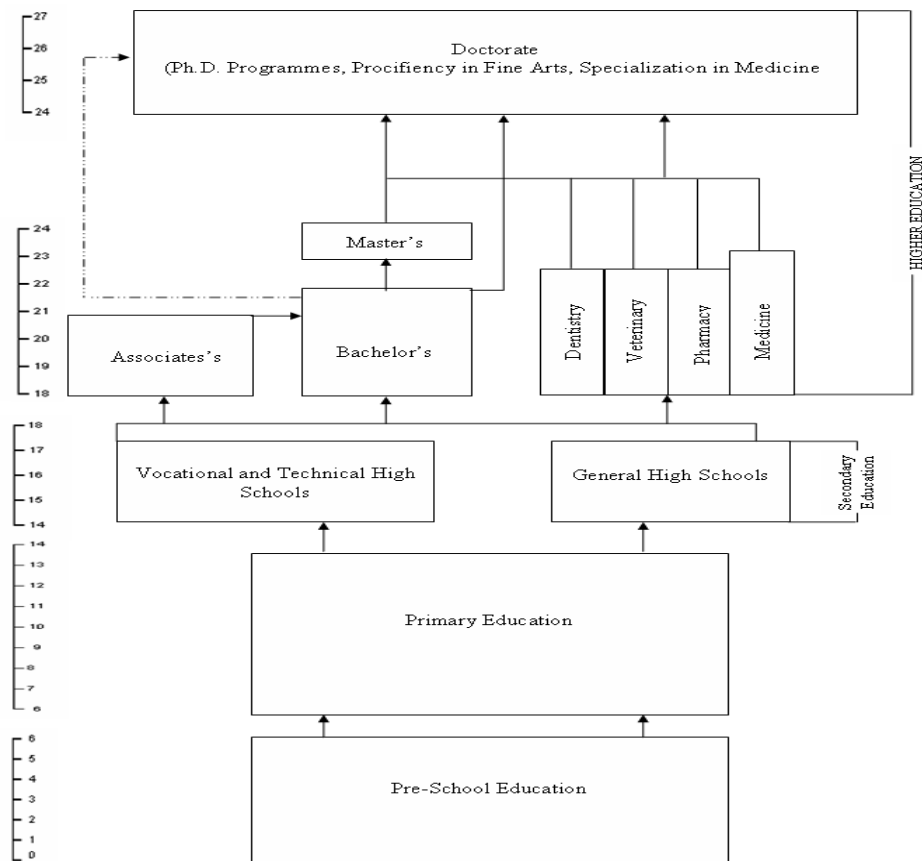 27
26
25
24
Doctorate
(Ph.D. Programmes, Procifiency in Fine Arts, Specialization in Medicine
HIGHER EDUCATION
24
23
22
21
20
19
18
Master's
Associates's
Bachelor's
Dentistry
Veterinary
Pharmacy
Medicine
18
17
16
15
14
Vocational and Technical High
Schools
General High Schools
Secondary
Education
14
13
12
11
10
9
8
7
6
Primary Education
6
5
4
3
2
1
0
Pre-School Education